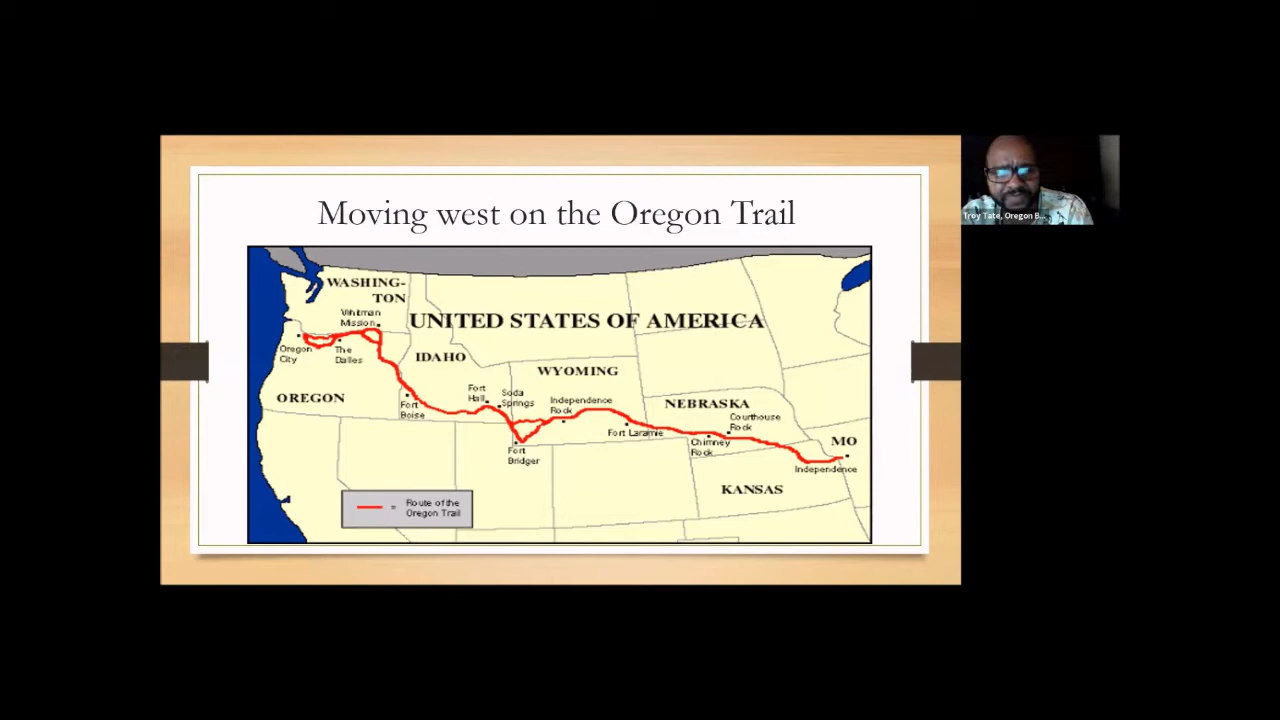 Moving west on the Oregon Trail
WASHING-
TON
Whitman
Mission
UNITED STATES OF AMERICA
Oregon
City
The
Dalles
IDAHO
WYOMING
OREGON
Fort
Boise
Fort
Hall
Soda
Springs
Independence
Rock
NEBRASKA
Courthouse
Rock
Fort Laramie
Chimney
Rock
MO
Fort
Bridger
Independence
KANSAS
= Route of the
Oregon Trail
Troy Tate, Oregon B...